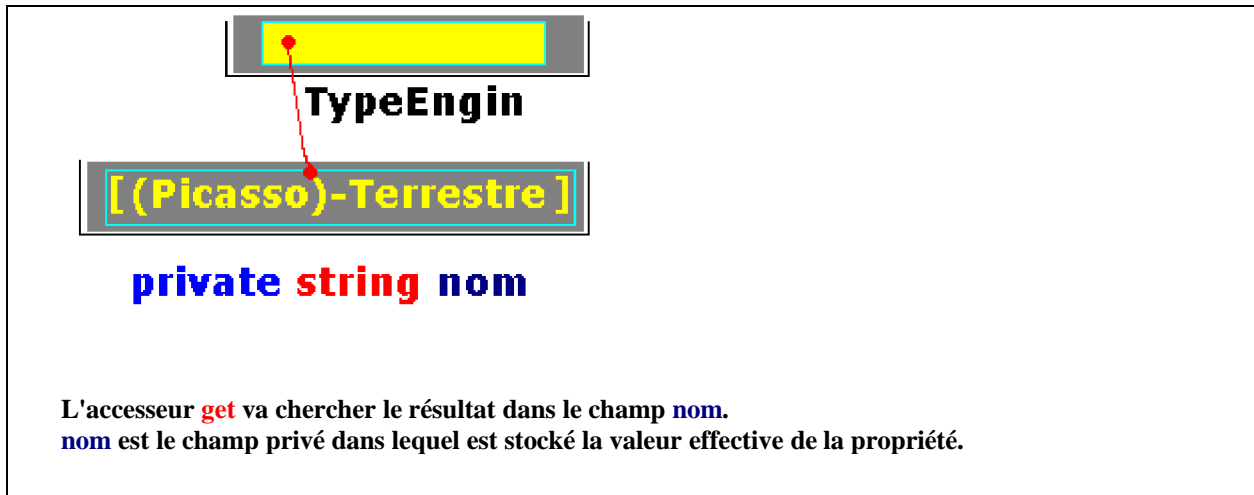 TypeEngin
[(Picasso)-Terrestre]
private string nom
L'accesseur get va chercher le résultat dans le champ nom.
nom est le champ privé dans lequel est stocké la valeur effective de la propriété.